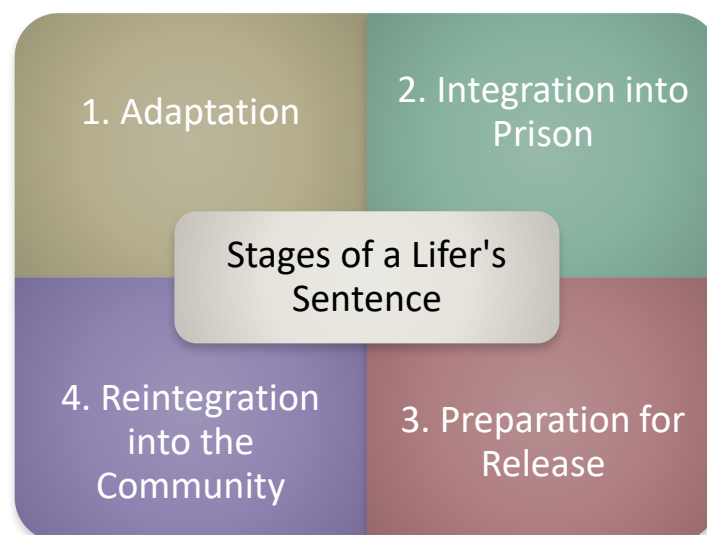 1. Adaptation
2. Integration into
Prison
Stages of a Lifer's
Sentence
4. Reintegration
into the
Community
3. Preparation for
Release